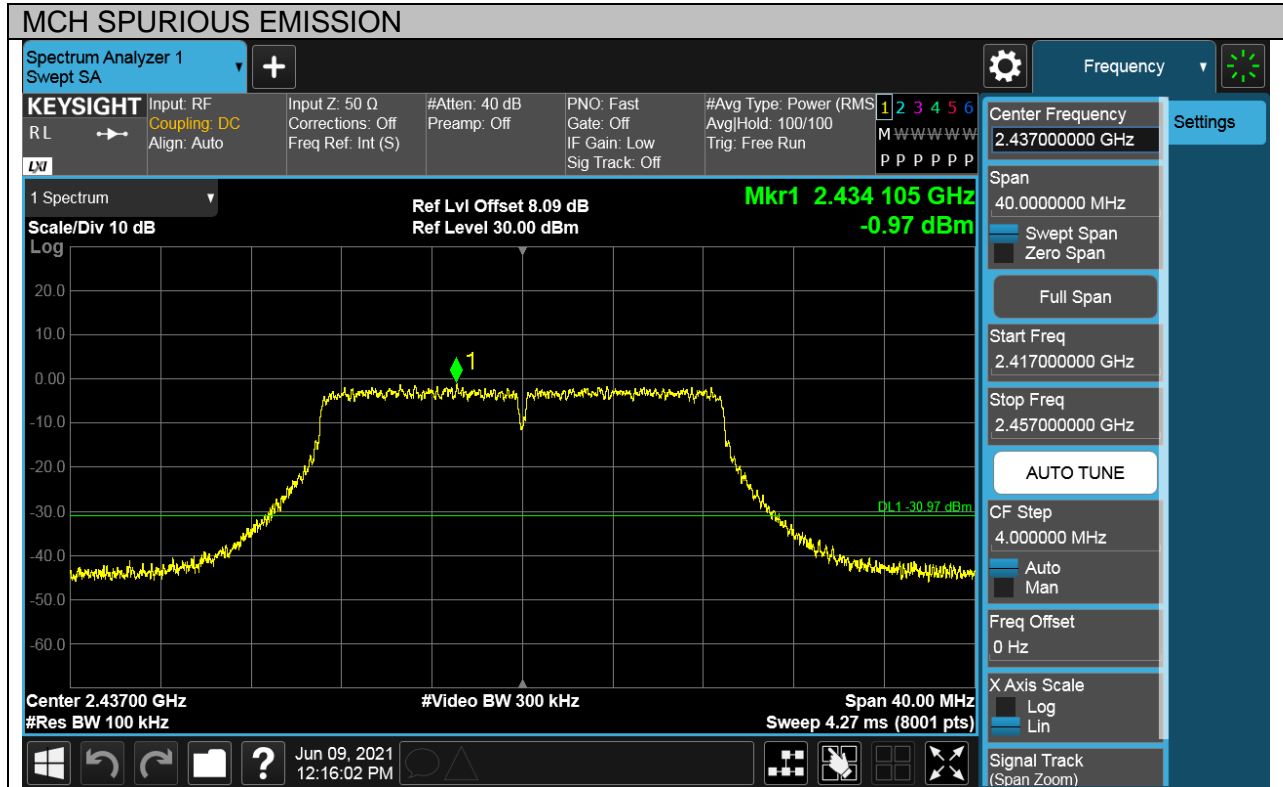 MCH SPURIOUS EMISSION
Spectrum Analyzer 1
Swept SA
+
Frequency
KEYSIGHT
RL
LXI
Input: RF
Coupling: DC
Align: Auto
Input Z: 50 Ω
Corrections: Off
Freq Ref: Int (S)
#Atten: 40 dB
Preamp: Off
PNO: Fast
Gate: Off
IF Gain: Low
Sig Track: Off
#Avg Type: Power (RMS
Avg|Hold: 100/100
Trig: Free Run
1 2 3 4 5 6
M W W W W W
P P P P P P
1 Spectrum
Scale/Div 10 dB
Ref Lvl Offset 8.09 dB
Ref Level 30.00 dBm
Mkr1 2.434 105 GHz
-0.97 dBm
Log
20.0
10.0
0.00
-10.0
-20.0
-30.0
-40.0
-50.0
-60.0
1
DL1 -30.97 dBm
Center 2.43700 GHz
#Res BW 100 kHz
#Video BW 300 kHz
Span 40.00 MHz
Sweep 4.27 ms (8001 pts)
Center Frequency
2.437000000 GHz
Settings
Span
40.0000000 MHz
Swept Span
Zero Span
Full Span
Start Freq
2.417000000 GHz
Stop Freq
2.457000000 GHz
AUTO TUNE
CF Step
4.000000 MHz
Auto
Man
Freq Offset
0 Hz
X Axis Scale
Log
Lin
Signal Track
(Span Zoom)
?
Jun 09, 2021
12:16:02 PM